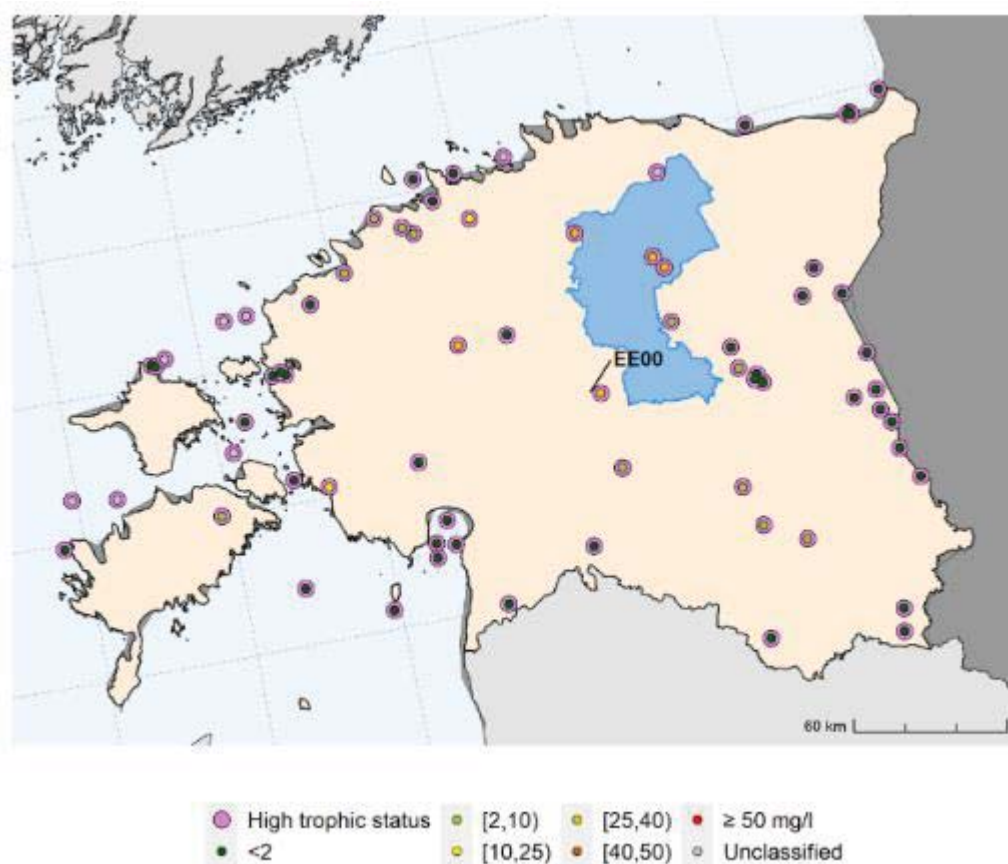 EE00
60 km
High trophic status [2,10) [25,40) ≥ 50 mg/l
<2 [10,25) [40,50) Unclassified